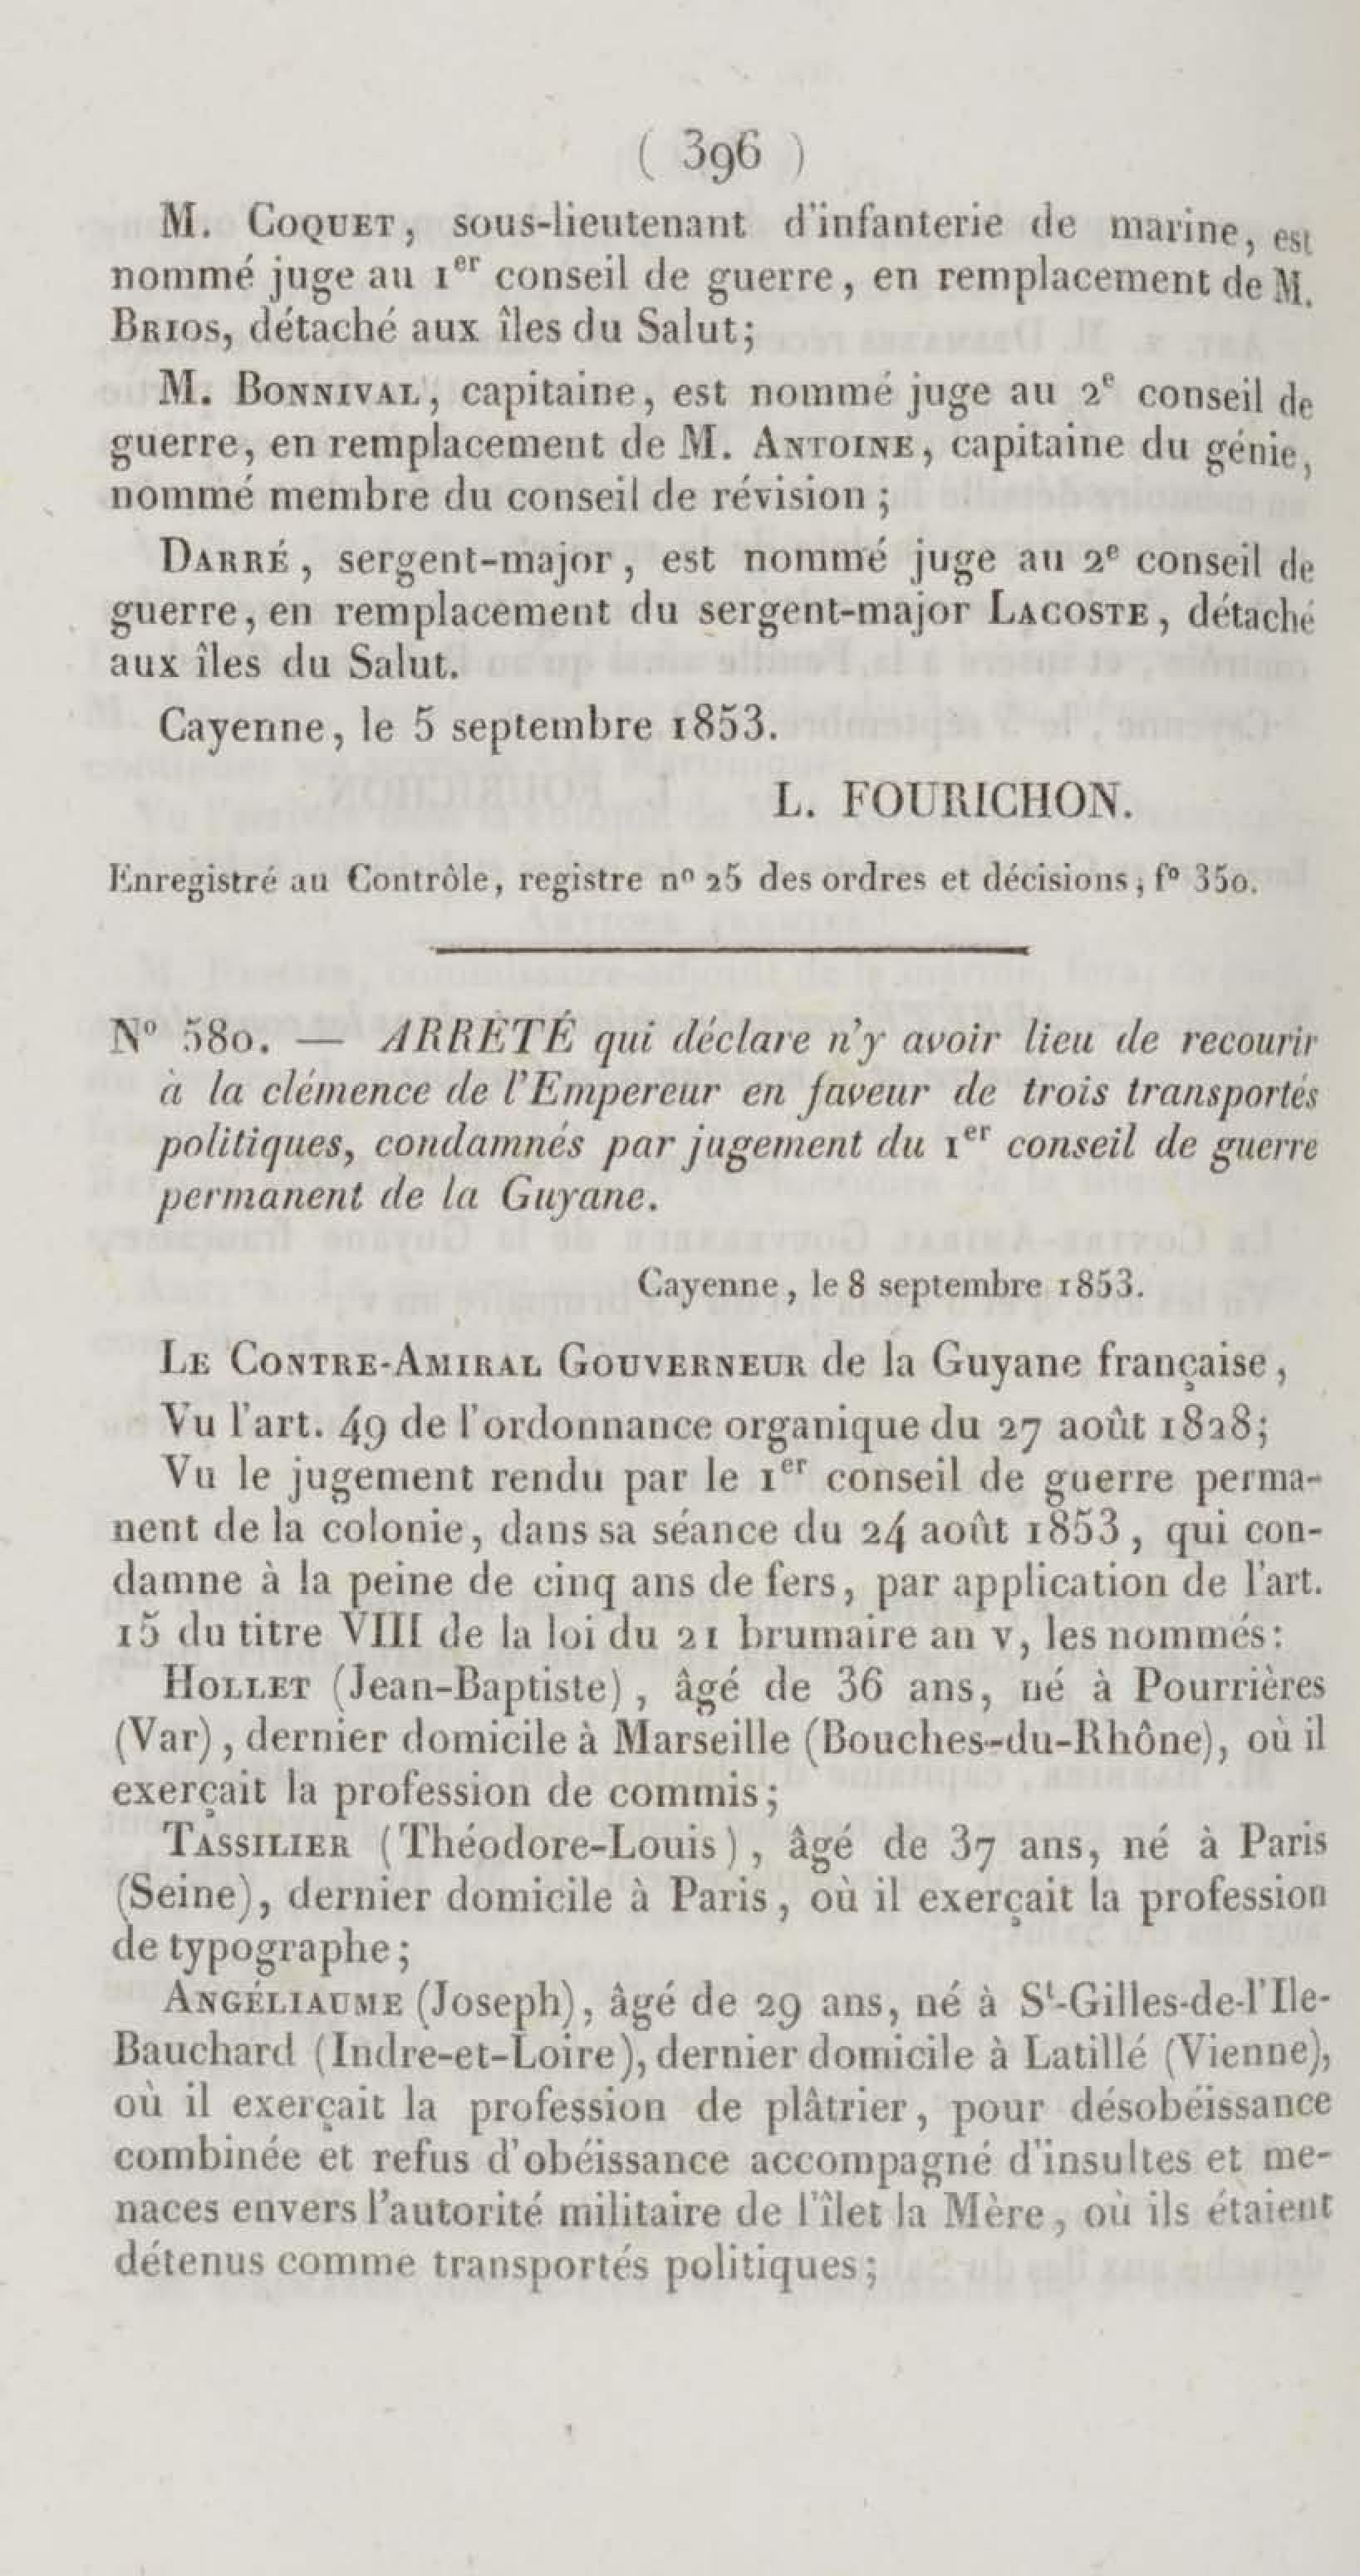 ( 396 )
M. COQUET, sous-lieutenant d'infanterie de marine, est
nommé juge au 1er conseil de guerre, en remplacement de M.
BRIOS, détaché aux îles du Salut;
M. BONNIVAL, capitaine, est nommé juge au 2e conseil de
guerre, en remplacement de M. ANTOINE, capitaine du génie,
nommé membre du conseil de révision;
DARRÉ, sergent-major, est nommé juge au 2e conseil de
guerre, en remplacement du sergent-major LACOSTE, détaché
aux îles du Salut.
Cayenne, le 5 septembre 1853.
L. FOURICHON.
Enregistré au Contrôle, registre nº 25 des ordres et décisions, fº 350.
Nº 580. — ARRÊTÉ qui déclare n'y avoir lieu de recourir
à la clémence de l'Empereur en faveur de trois transportés
politiques, condamnés par jugement du 1er conseil de guerre
permanent de la Guyane.
Cayenne, le 8 septembre 1853.
LE CONTRE-AMIRAL GOUVERNEUR de la Guyane française,
Vu l'art. 49 de l'ordonnance organique du 27 août 1828;
Vu le jugement rendu par le 1er conseil de guerre perma-
nent de la colonie, dans sa séance du 24 août 1853, qui con-
damne à la peine de cinq ans de fers, par application de l'art.
15 du titre VIII de la loi du 21 brumaire an V, les nommés:
HOLLET (Jean-Baptiste), âgé de 36 ans, né à Pourrières
(Var), dernier domicile à Marseille (Bouches-du-Rhône), où il
exerçait la profession de commis;
TASSILIER (Théodore-Louis), âgé de 37 ans, né à Paris
(Seine), dernier domicile à Paris, où il exerçait la profession
de typographe;
ANGÉLIAUME (Joseph), âgé de 29 ans, né à St-Gilles-de-l'Ile-
Bauchard (Indre-et-Loire), dernier domicile à Latillé (Vienne),
où il exerçait la profession de plâtrier, pour désobéissance
combinée et refus d'obéissance accompagné d'insultes et me-
naces envers l'autorité militaire de l'îlet la Mère, où ils étaient
détenus comme transportés politiques;